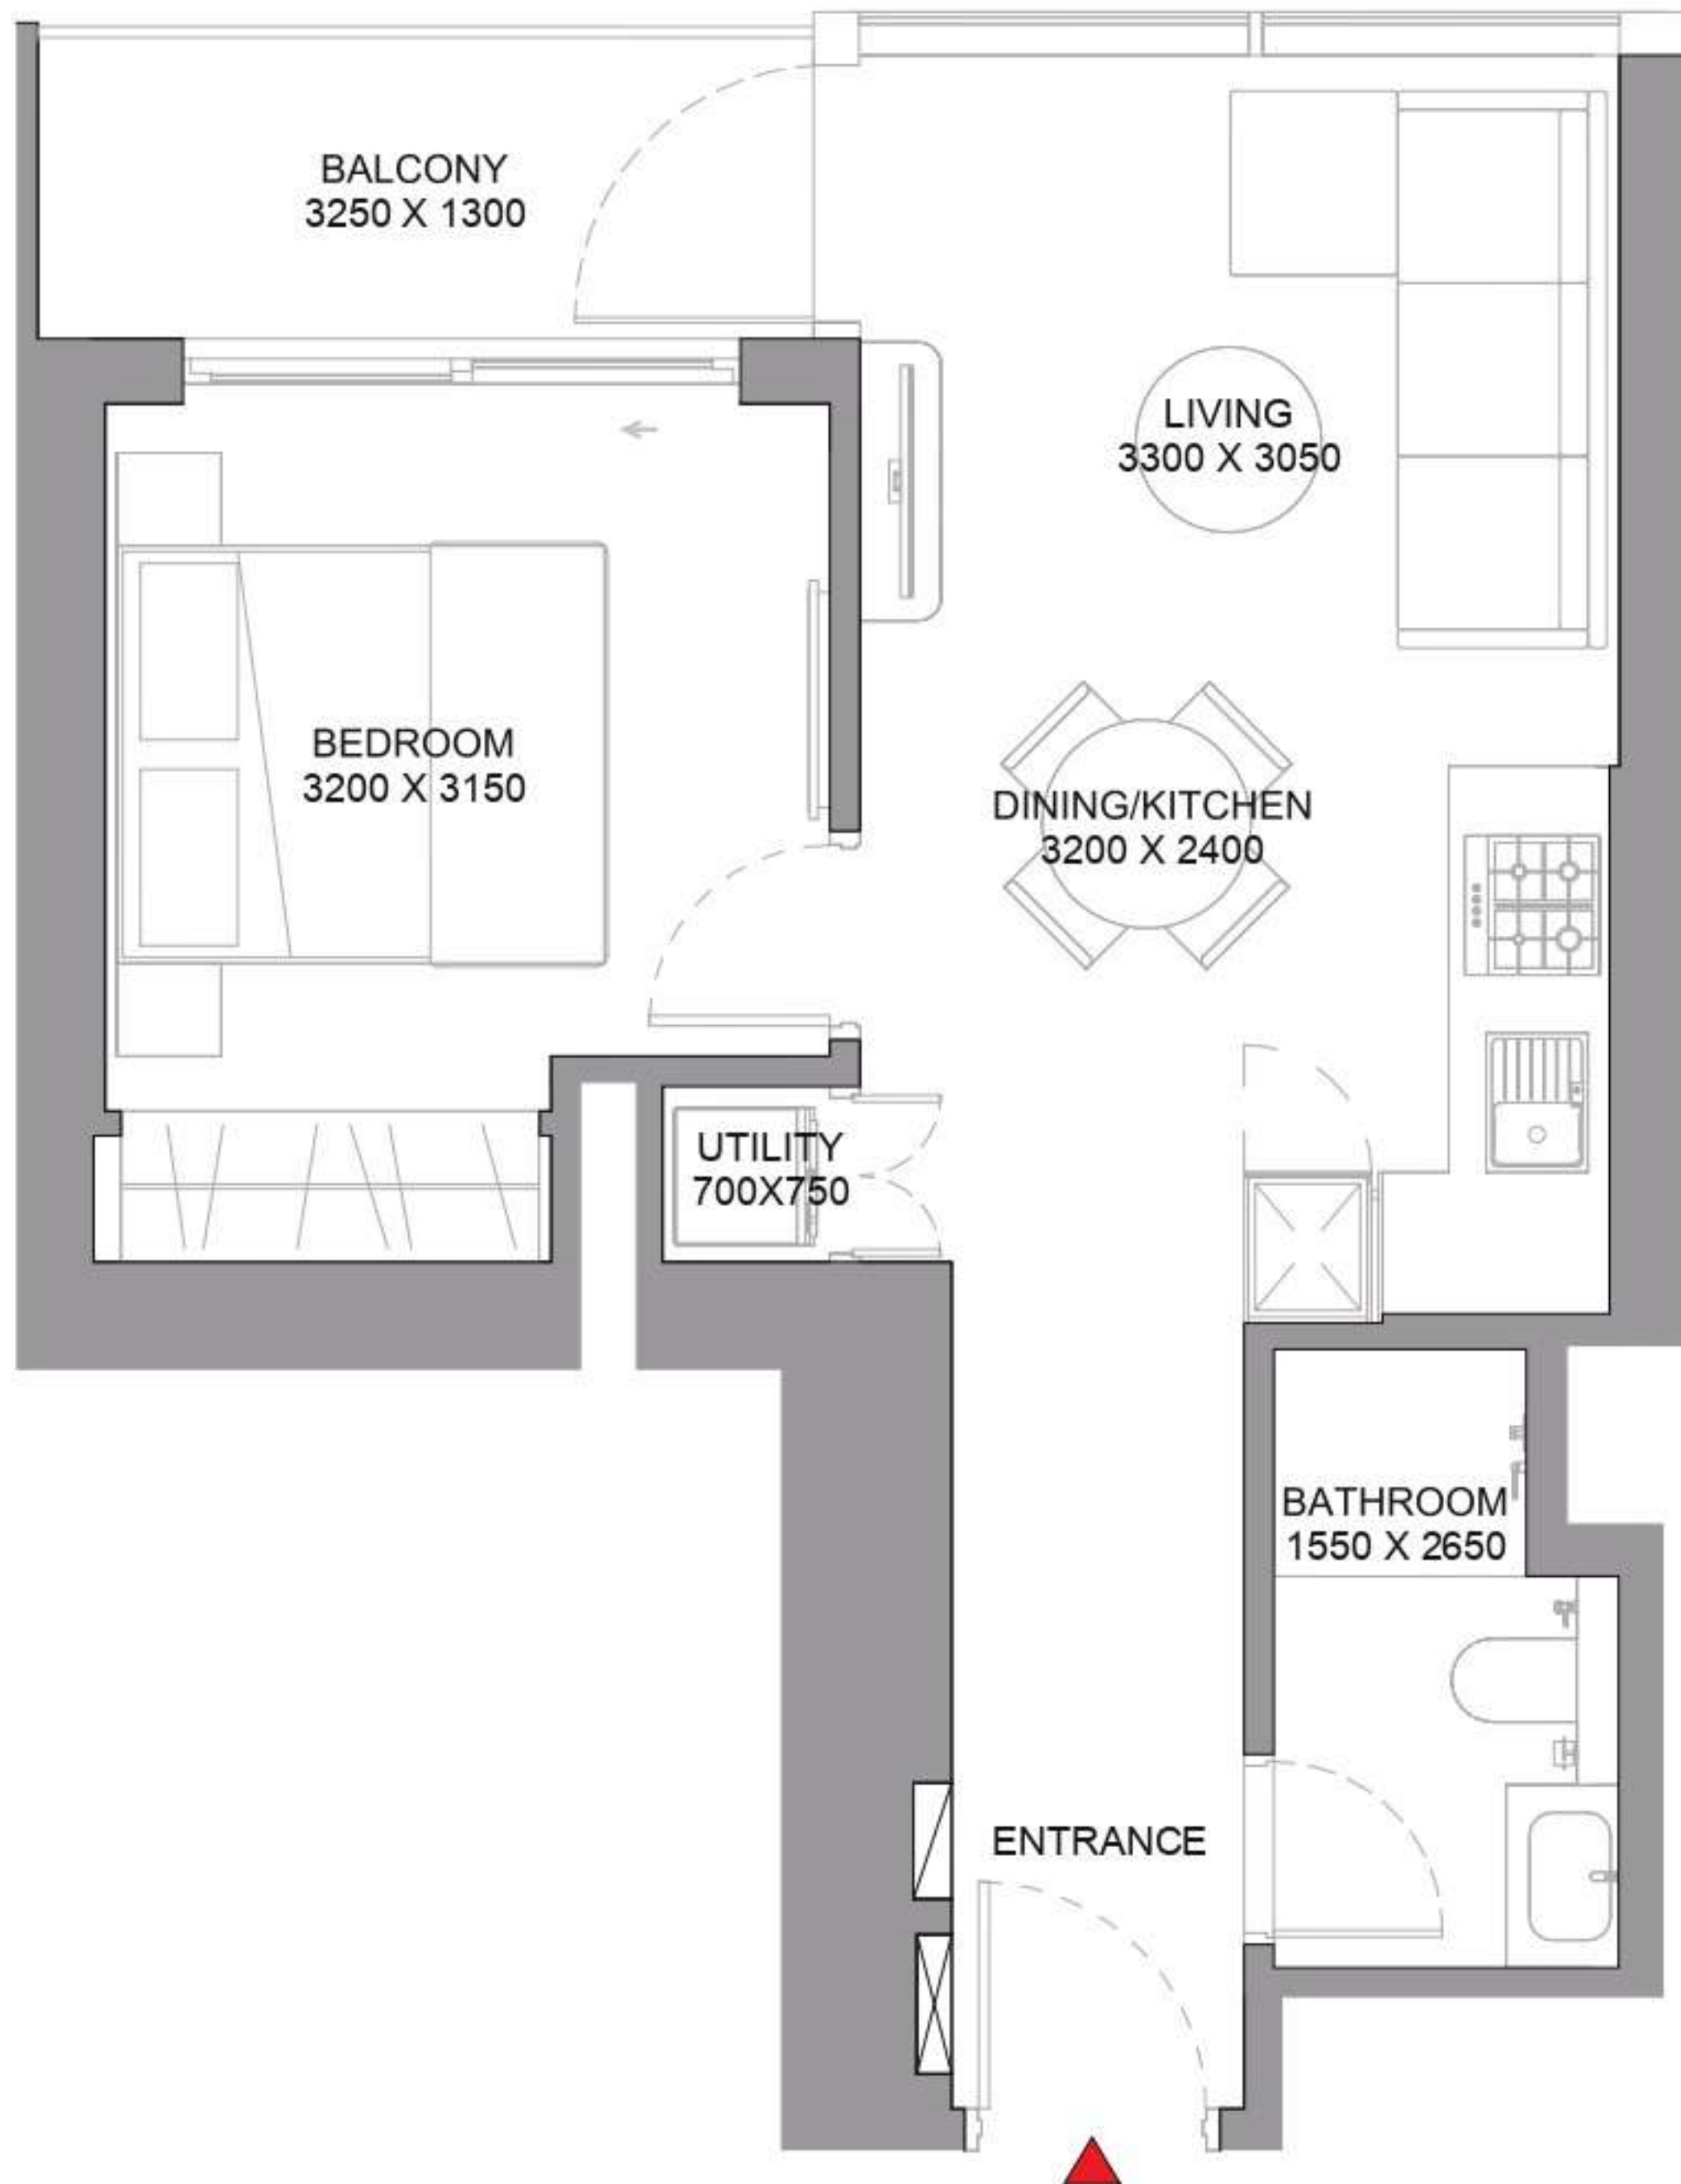 BALCONY
3250 X 1300
LIVING
3300 X 3050
BEDROOM
3200 X 3150
DINING/KITCHEN
3200 X 2400
UTILITY
700X750
BATHROOM
1550 X 2650
ENTRANCE